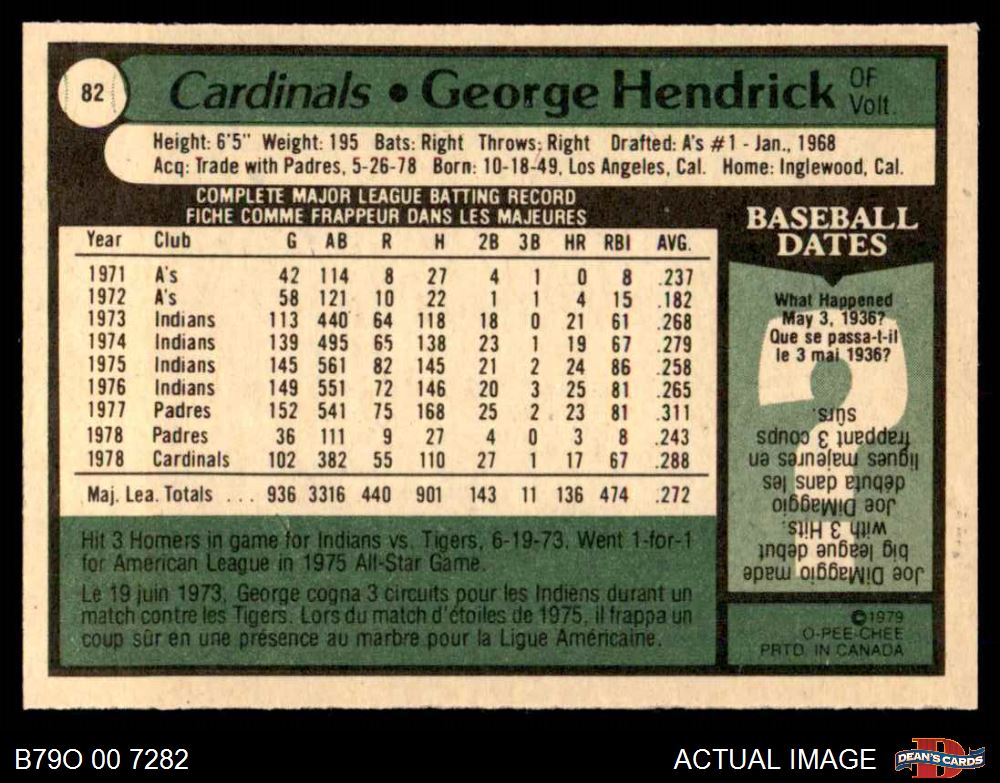 82
Cardinals • George Hendrick OF
Volt.
Height: 6'5" Weight: 195 Bats: Right Throws: Right Drafted: A's #1 - Jan., 1968
Acq: Trade with Padres, 5-26-78 Born: 10-18-49, Los Angeles, Cal. Home: Inglewood, Cal.
COMPLETE MAJOR LEAGUE BATTING RECORD
FICHE COMME FRAPPEUR DANS LES MAJEURES
Year Club G AB R H 2B 3B HR RBI AVG.
1971 A's 42 114 8 27 4 1 0 8 .237
1972 A's 58 121 10 22 1 1 4 15 .182
1973 Indians 113 440 64 118 18 0 21 61 .268
1974 Indians 139 495 65 138 23 1 19 67 .279
1975 Indians 145 561 82 145 21 2 24 86 .258
1976 Indians 149 551 72 146 20 3 25 81 .265
1977 Padres 152 541 75 168 25 2 23 81 .311
1978 Padres 36 111 9 27 4 0 3 8 .243
1978 Cardinals 102 382 55 110 27 1 17 67 .288
Maj. Lea. Totals ... 936 3316 440 901 143 11 136 474 .272
Hit 3 Homers in game for Indians vs. Tigers, 6-19-73. Went 1-for-1
for American League in 1975 All-Star Game.
Le 19 juin 1973, George cogna 3 circuits pour les Indiens durant un
match contre les Tigers. Lors du match d'étoiles de 1975, il frappa un
coup sûr en une présence au marbre pour la Ligue Américaine.
BASEBALL
DATES
What Happened
May 3, 1936?
Que se passa-t-il
le 3 mai 1936?
Joe DiMaggio made
big league debut
with 3 Hits.
Joe DiMaggio
débuta dans les
ligues majeures en
frappant 3 coups
sûrs.
©1979
O-PEE-CHEE
PRTD. IN CANADA
B79O 00 7282
ACTUAL IMAGE
DEAN'S CARDS